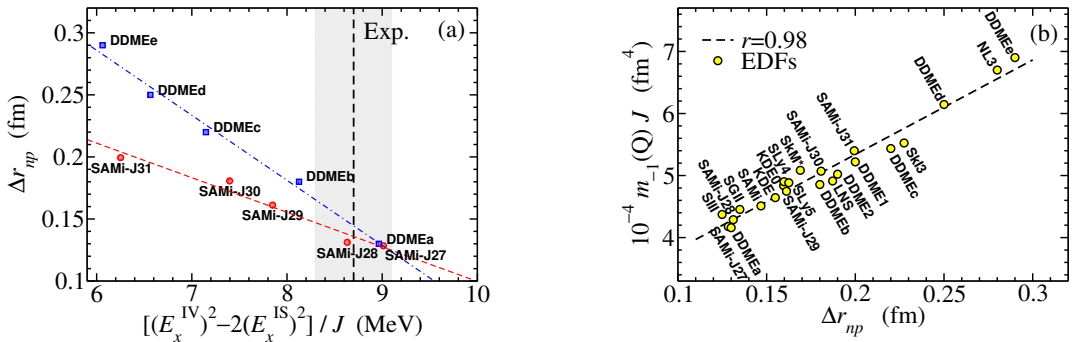 0.3
0.25
0.2
0.15
0.1
Δr_np (fm)
DDMEe
DDMEd
DDMEc
DDMEb
DDMEa
SAMi-J31
SAMi-J30
SAMi-J29
SAMi-J28
SAMi-J27
Exp.
(a)
6 7 8 9 10
[(E_x^IV)^2−2(E_x^IS)^2] / J (MeV)
7
6
5
4
10^−4 m_−1(Q) J (fm^4)
r=0.98
EDFs
(b)
DDMEe
NL3
DDMEd
SAMi-J31
SAMi-J30
SkM*
SLy4
KDE0
KDE
SAMi
SGII
SAMi-J28
SIII
Ski3
DDMEc
DDME1
DDME2
LNS
DDMEb
SLy5
SAMi-J29
DDMEa
SAMi-J27
0.1 0.15 0.2 0.25 0.3
Δr_np (fm)